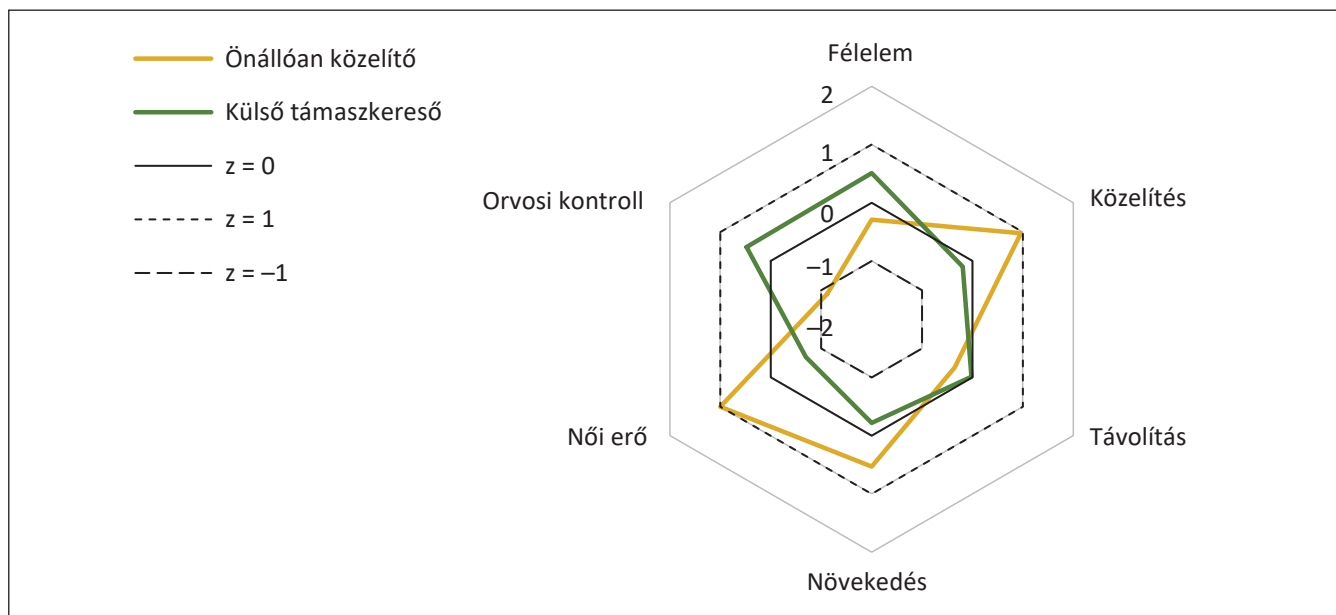 Önállóan közelítő
Külső támaszkereső
z = 0
z = 1
z = –1
Félelem
2
1
0
–1
–2
Közelítés
Orvosi kontroll
Női erő
Távolítás
Növekedés